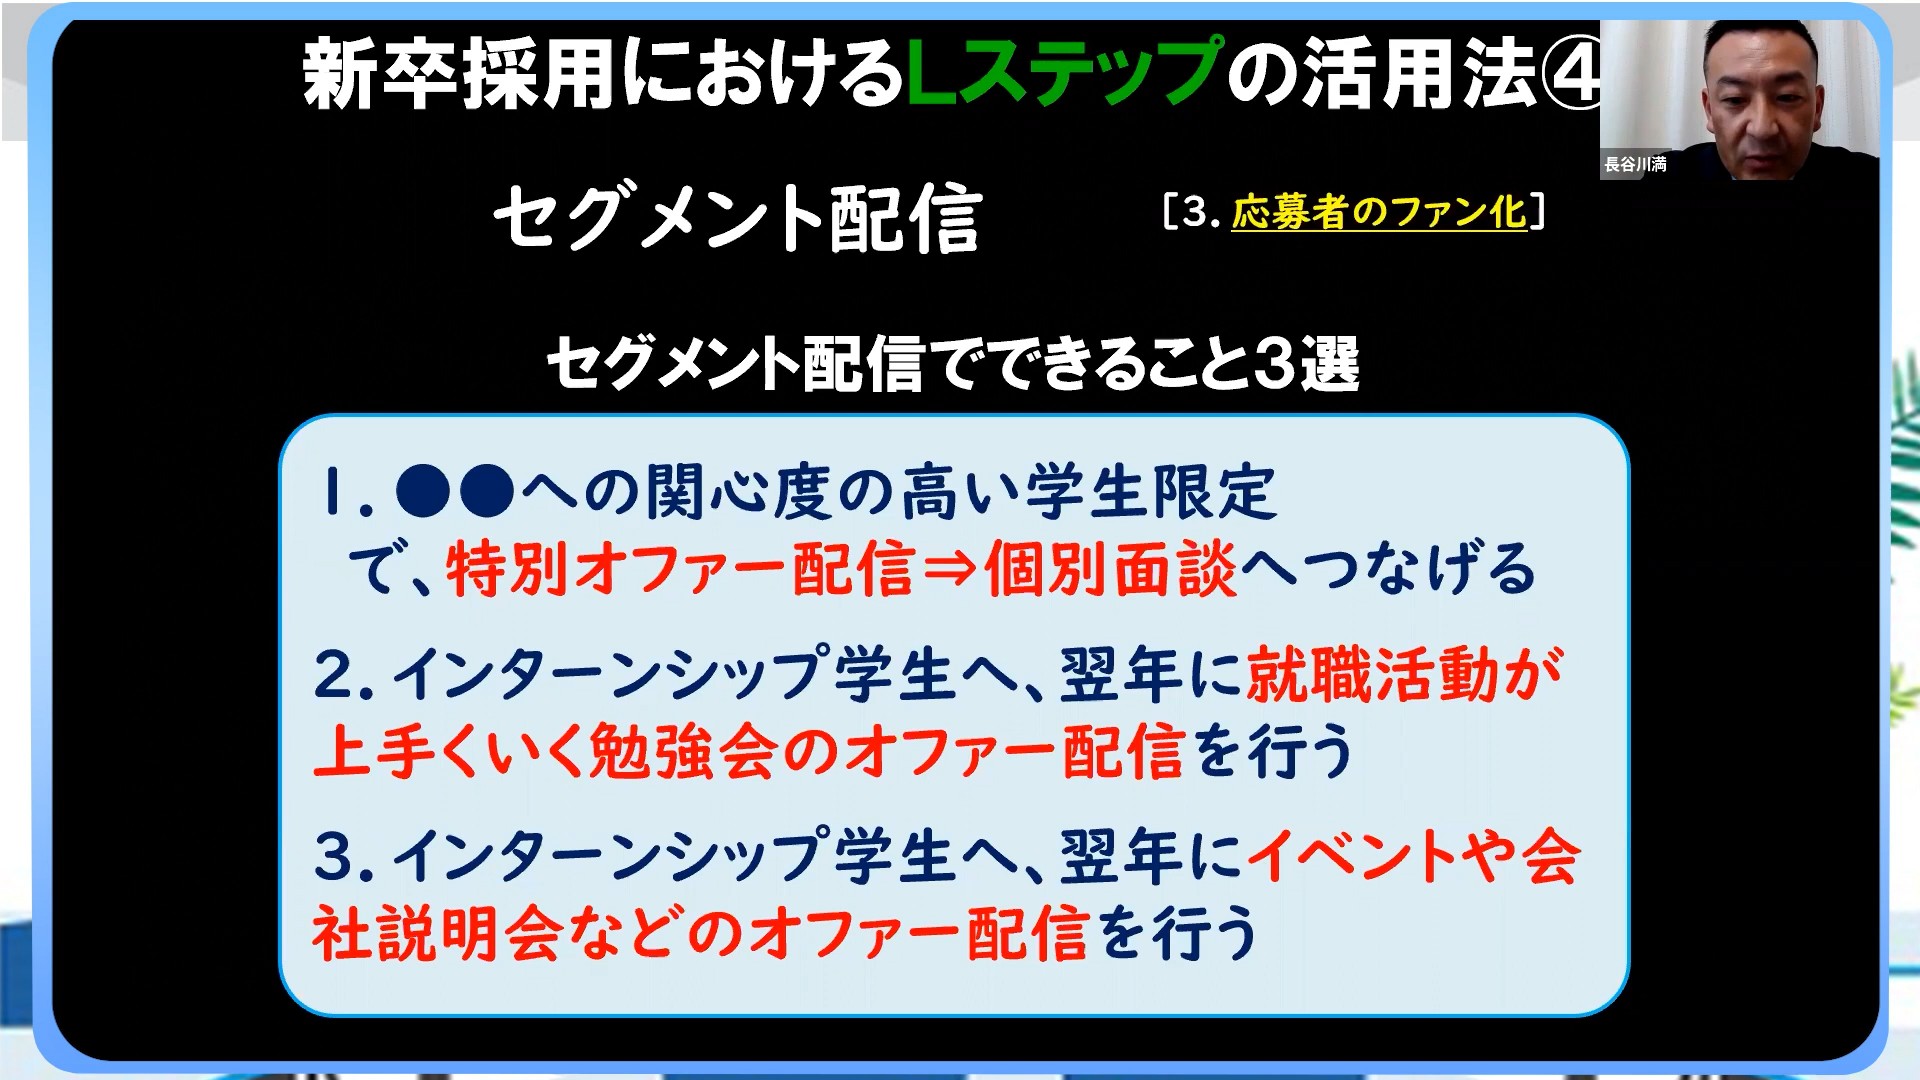 新卒採用におけるLステップの活用法④
長谷川満
セグメント配信
[3. 応募者のファン化]
セグメント配信でできること3選
1. ●●への関心度の高い学生限定
で、特別オファー配信⇒個別面談へつなげる
2. インターンシップ学生へ、翌年に就職活動が
上手くいく勉強会のオファー配信を行う
3. インターンシップ学生へ、翌年にイベントや会
社説明会などのオファー配信を行う